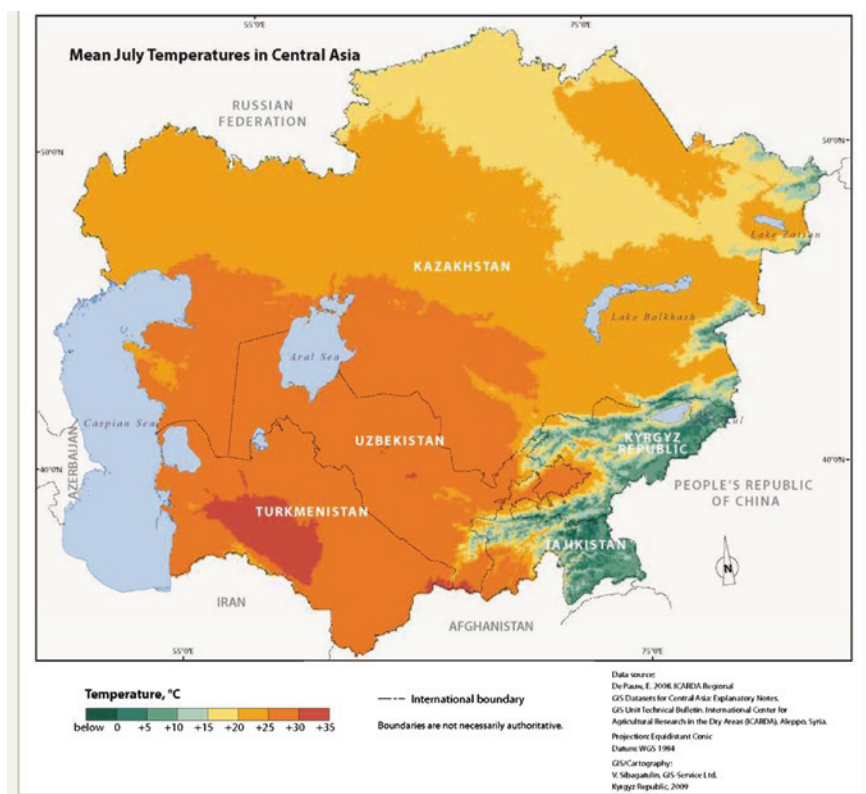 55°0'E
75°0'E
Mean July Temperatures in Central Asia
RUSSIAN
FEDERATION
50°0'N
50°0'N
Lake Zaisan
KAZAKHSTAN
Lake Balkhash
Aral Sea
Caspian Sea
UZBEKISTAN
KYRGYZ
REPUBLIC
kul
40°0'N
40°0'N
AZERBAIJAN
PEOPLE'S REPUBLIC
OF CHINA
TURKMENISTAN
TAJIKISTAN
N
IRAN
AFGHANISTAN
55°0'E
75°0'E
Temperature, °C
below 0 +5 +10 +15 +20 +25 +30 +35
International boundary
Boundaries are not necessarily authoritative.
Data source:
De Pauw, E. 2008. ICARDA Regional
GIS Datasets for Central Asia: Explanatory Notes,
GIS Unit Technical Bulletin. International Center for
Agricultural Research in the Dry Areas (ICARDA), Aleppo, Syria.
Projection: Equidistant Conic
Datum: WGS 1984
GIS/Cartography:
V. Sibagatulin, GIS-Service Ltd.
Kyrgyz Republic, 2009